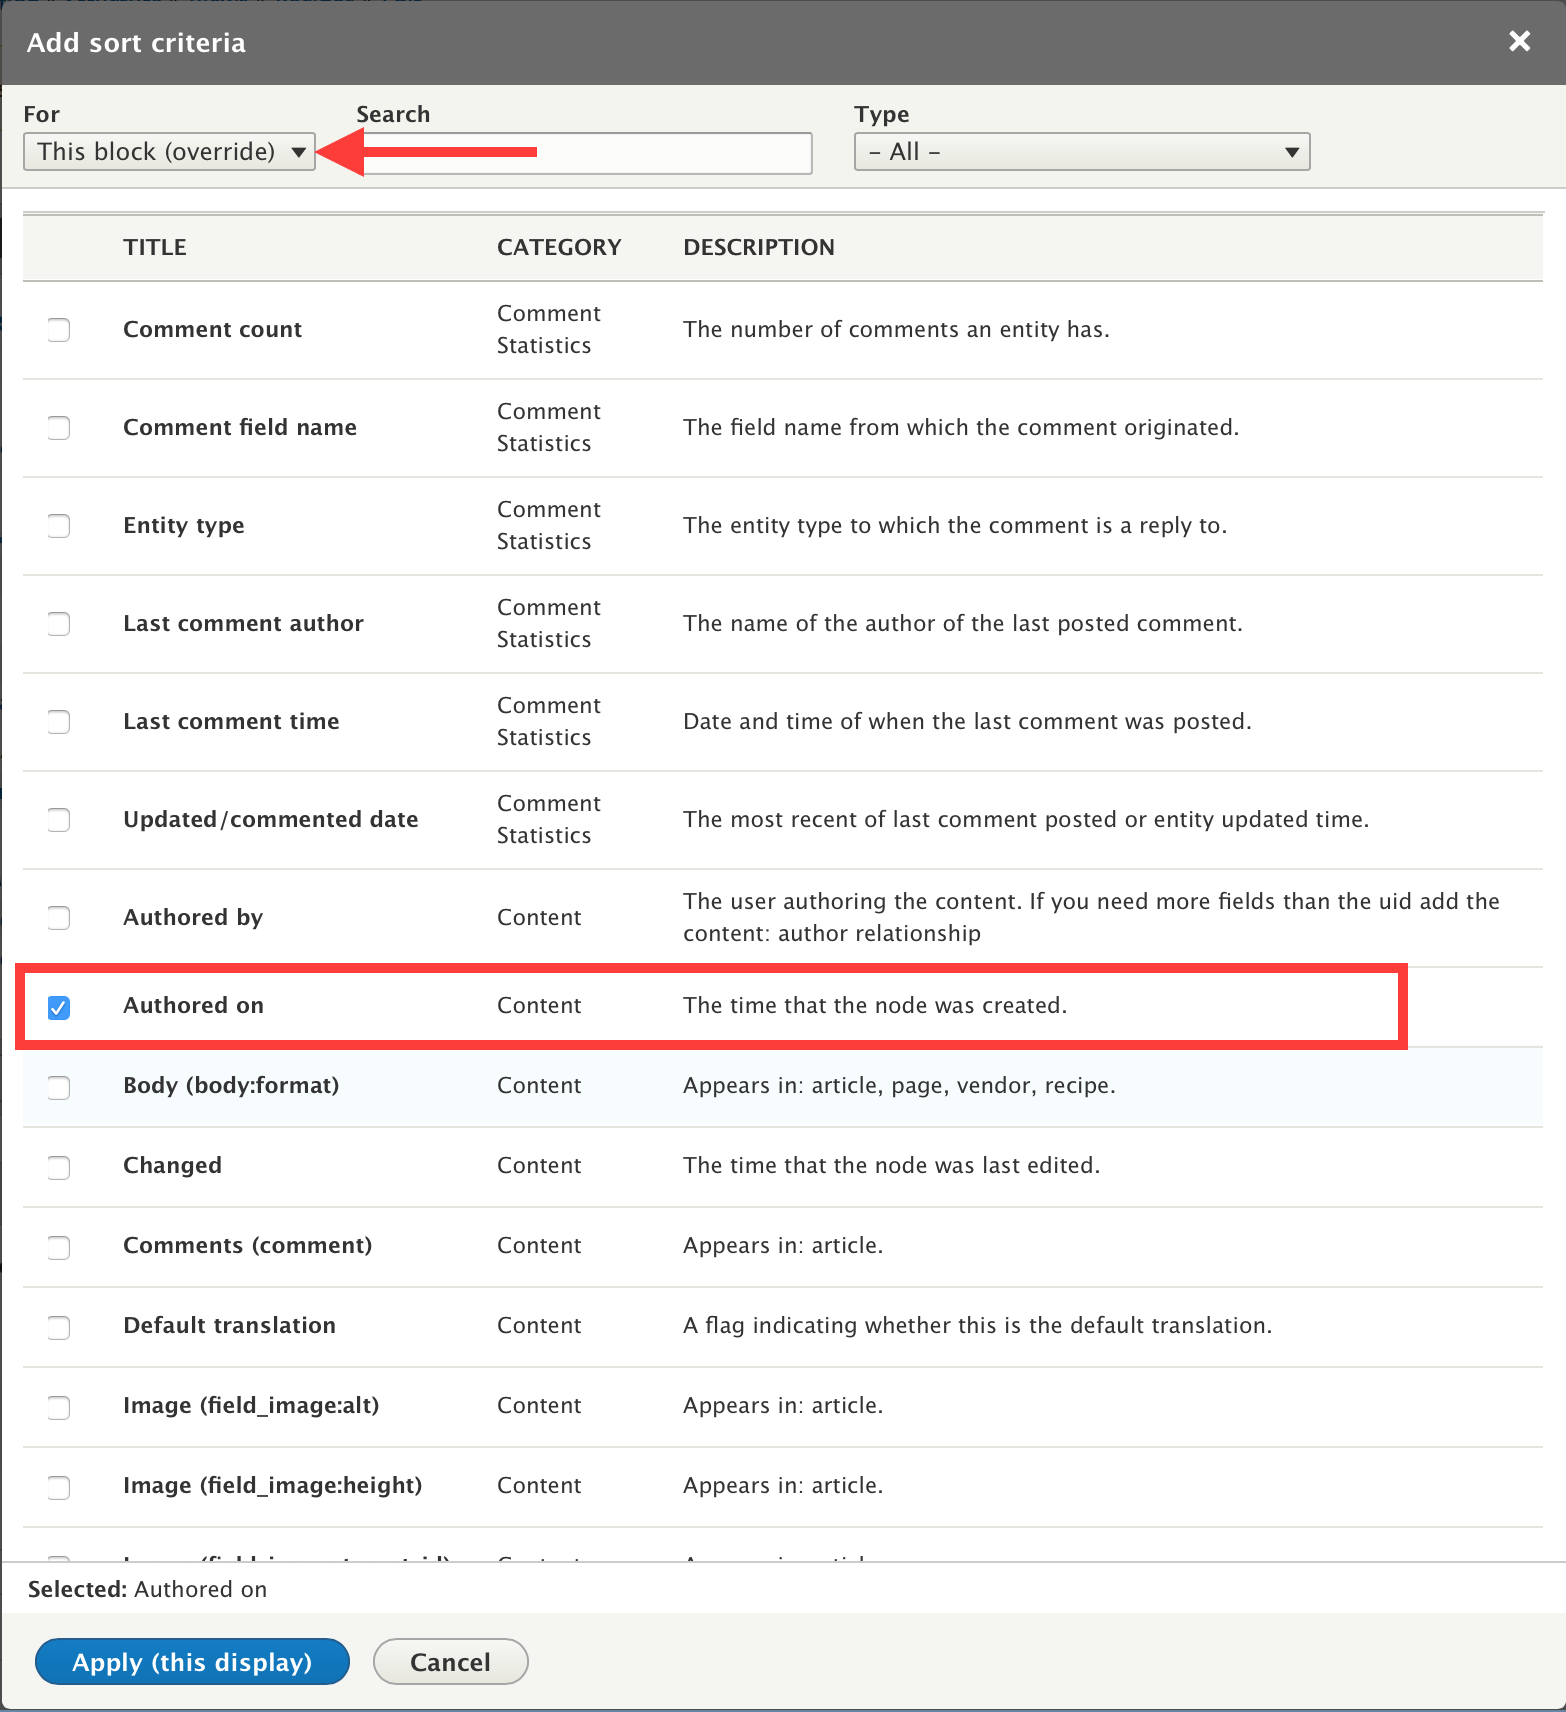 Add sort criteria
For
Search
Type
This block (override)
– All –
TITLE CATEGORY DESCRIPTION
Comment count
Comment
Statistics
The number of comments an entity has.
Comment field name
Comment
Statistics
The field name from which the comment originated.
Entity type
Comment
Statistics
The entity type to which the comment is a reply to.
Last comment author
Comment
Statistics
The name of the author of the last posted comment.
Last comment time
Comment
Statistics
Date and time of when the last comment was posted.
Updated/commented date
Comment
Statistics
The most recent of last comment posted or entity updated time.
Authored by
Content
The user authoring the content. If you need more fields than the uid add the
content: author relationship
Authored on Content The time that the node was created.
Body (body:format) Content Appears in: article, page, vendor, recipe.
Changed Content The time that the node was last edited.
Comments (comment) Content Appears in: article.
Default translation Content A flag indicating whether this is the default translation.
Image (field_image:alt) Content Appears in: article.
Image (field_image:height) Content Appears in: article.
Selected: Authored on
Apply (this display)
Cancel